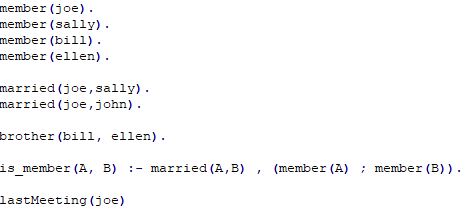 member(joe).
member(sally).
member(bill).
member(ellen).
married(joe,sally).
married(joe,john).
brother(bill, ellen).
is_member(A, B) :- married(A,B) , (member(A) ; member(B)).
lastMeeting(joe)